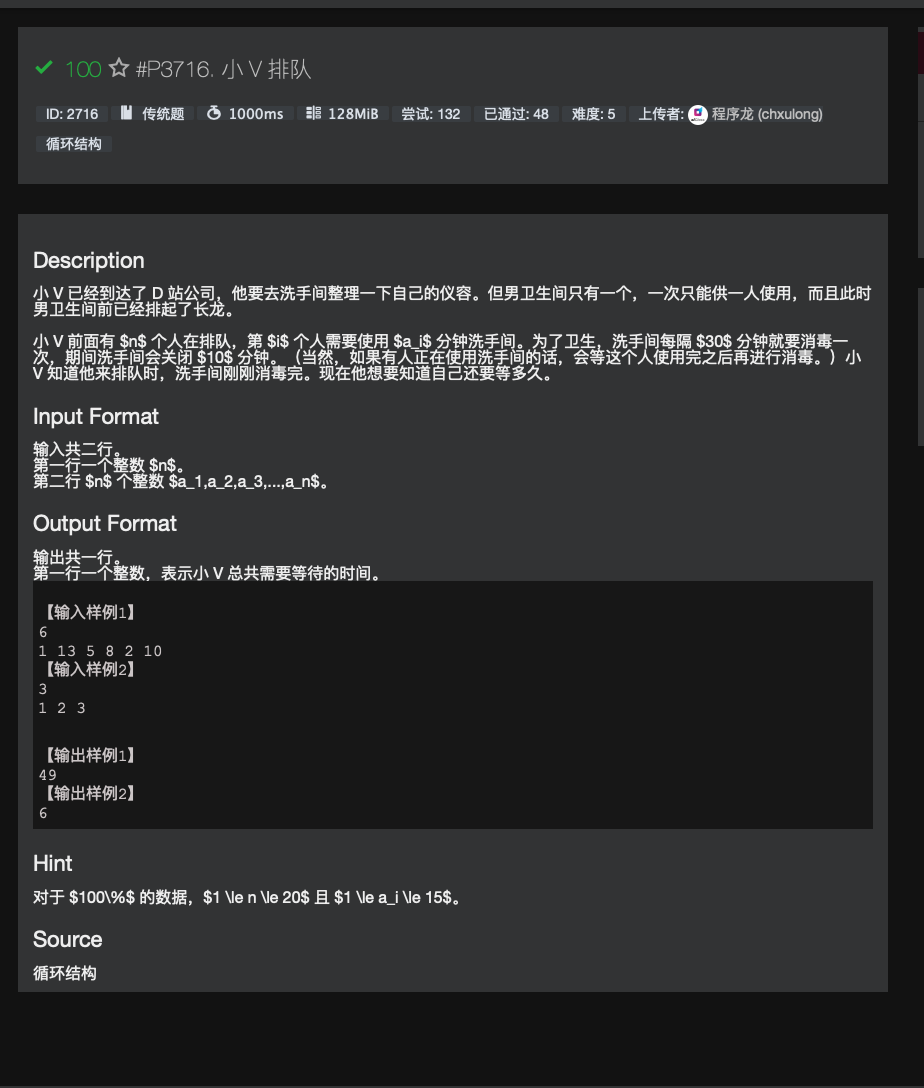 100 #P3716. 小 V 排队
ID: 2716 传统题 1000ms 128MiB 尝试: 132 已通过: 48 难度: 5 上传者: 程序龙 (chxulong)
循环结构
Description
小 V 已经到达了 D 站公司，他要去洗手间整理一下自己的仪容。但男卫生间只有一个，一次只能供一人使用，而且此时
男卫生间前已经排起了长龙。
小 V 前面有 $n$ 个人在排队，第 $i$ 个人需要使用 $a_i$ 分钟洗手间。为了卫生，洗手间每隔 $30$ 分钟就要消毒一
次，期间洗手间会关闭 $10$ 分钟。（当然，如果有人正在使用洗手间的话，会等这个人使用完之后再进行消毒。）小
V 知道他来排队时，洗手间刚刚消毒完。现在他想要知道自己还要等多久。
Input Format
输入共二行。
第一行一个整数 $n$。
第二行 $n$ 个整数 $a_1,a_2,a_3,...,a_n$。
Output Format
输出共一行。
第一行一个整数，表示小 V 总共需要等待的时间。
【输入样例1】
6
1 13 5 8 2 10
【输入样例2】
3
1 2 3
【输出样例1】
49
【输出样例2】
6
Hint
对于 $100\%$ 的数据，$1 \le n \le 20$ 且 $1 \le a_i \le 15$。
Source
循环结构